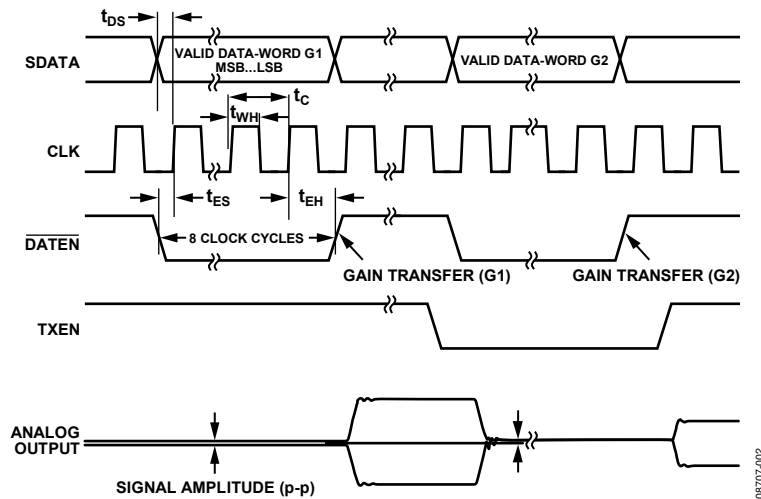 tDS
SDATA
VALID DATA-WORD G1
MSB...LSB
VALID DATA-WORD G2
tC
tWH
CLK
tES
tEH
DATEN
8 CLOCK CYCLES
GAIN TRANSFER (G1)
GAIN TRANSFER (G2)
TXEN
ANALOG
OUTPUT
SIGNAL AMPLITUDE (p-p)
08707-002